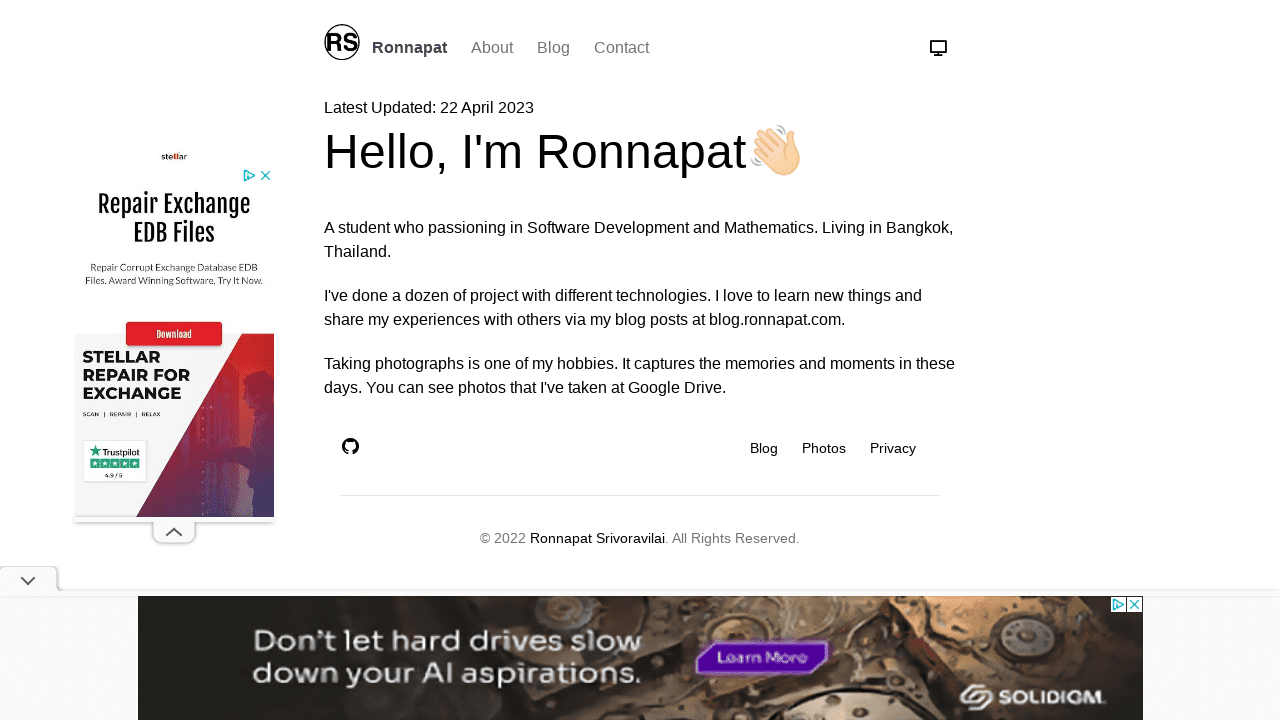 RS Ronnapat About Blog Contact
Latest Updated: 22 April 2023
Hello, I'm Ronnapat👋🏻
A student who passioning in Software Development and Mathematics. Living in Bangkok,
Thailand.
I've done a dozen of project with different technologies. I love to learn new things and
share my experiences with others via my blog posts at blog.ronnapat.com.
Taking photographs is one of my hobbies. It captures the memories and moments in these
days. You can see photos that I've taken at Google Drive.
Blog Photos Privacy
© 2022 Ronnapat Srivoravilai. All Rights Reserved.
stellar
Repair Exchange
EDB Files
Repair Corrupt Exchange Database EDB
Files. Award Winning Software. Try It Now.
Download
STELLAR
REPAIR FOR
EXCHANGE
SCAN | REPAIR | RELAX
Trustpilot
4.9 / 5
Don't let hard drives slow
down your AI aspirations.
Learn More
SOLIDIGM.